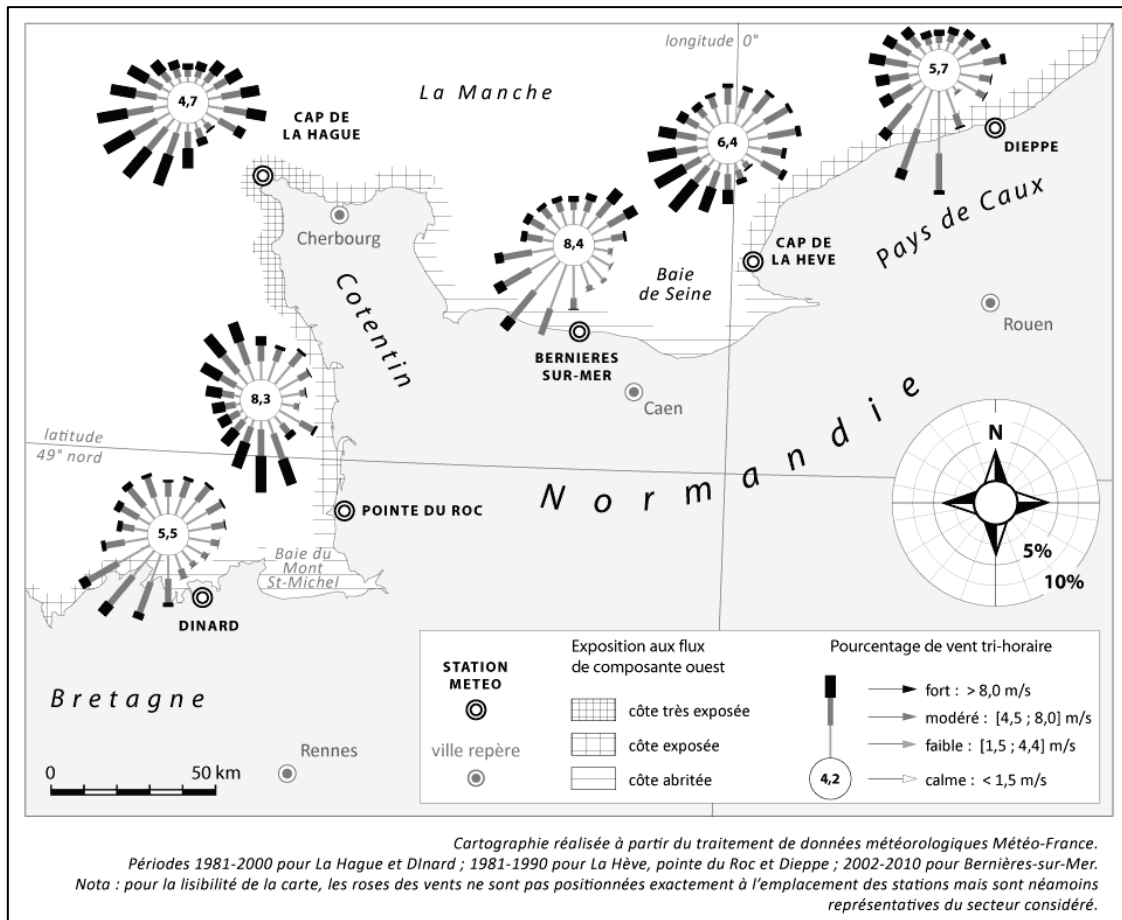 longitude 0°
4,7
La Manche
5,7
CAP DE
LA HAGUE
6,4
DIEPPE
Cherbourg
8,4
CAP DE
LA HEVE
Pays de Caux
Baie
de Seine
Cotentin
Rouen
BERNIERES
SUR-MER
8,3
Caen
latitude
49° nord
Normandie
N
5%
10%
POINTE DU ROC
5,5
Baie du
Mont
St-Michel
DINARD
Bretagne
Rennes
0 50 km
STATION
METEO
ville repère
Exposition aux flux
de composante ouest
côte très exposée
côte exposée
côte abritée
Pourcentage de vent tri-horaire
fort : > 8,0 m/s
modéré : [4,5 ; 8,0] m/s
faible : [1,5 ; 4,4] m/s
4,2
calme : < 1,5 m/s
Cartographie réalisée à partir du traitement de données météorologiques Météo-France.
Périodes 1981-2000 pour La Hague et DInard ; 1981-1990 pour La Hève, pointe du Roc et Dieppe ; 2002-2010 pour Bernières-sur-Mer.
Nota : pour la lisibilité de la carte, les roses des vents ne sont pas positionnées exactement à l'emplacement des stations mais sont néamoins
représentatives du secteur considéré.